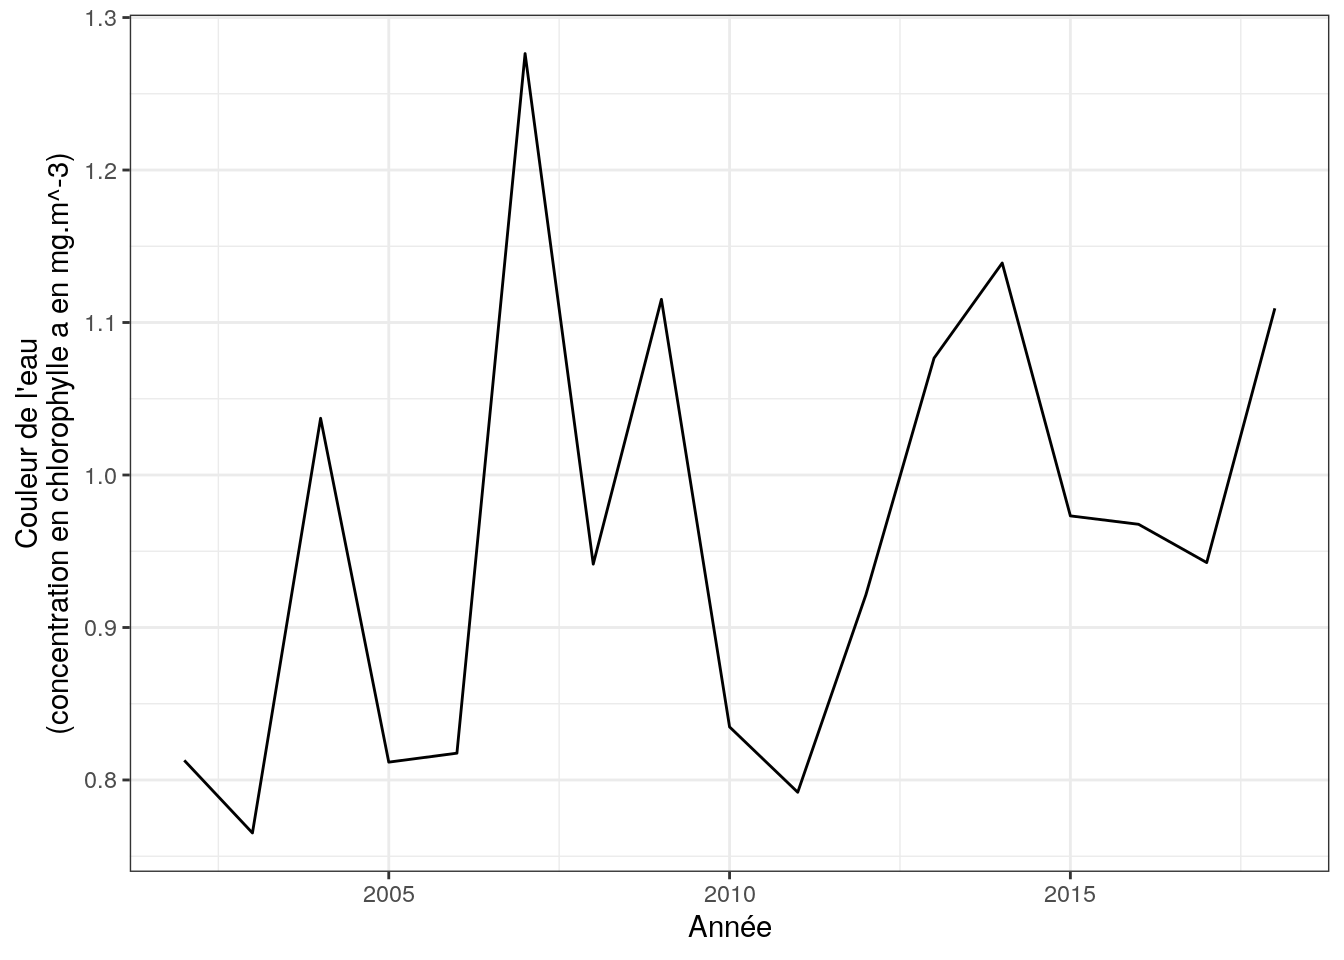 Couleur de l'eau
(concentration en chlorophylle a en mg.m^-3)
1.3
1.2
1.1
1.0
0.9
0.8
2005 2010 2015
Année